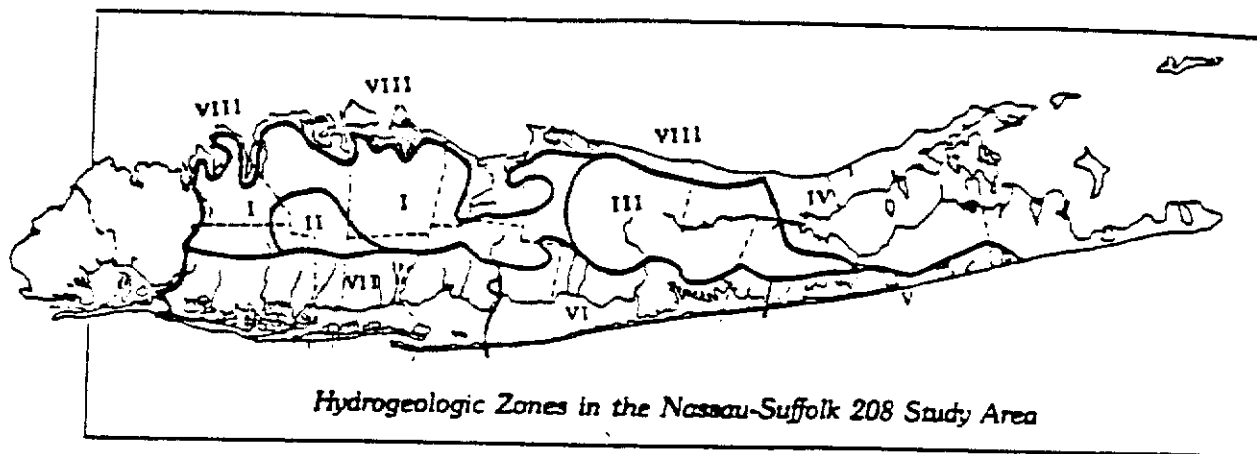 VIII
VIII
VIII
I
II
I
III
IV
VII
VI
V
Hydrogeologic Zones in the Nassau-Suffolk 208 Study Area